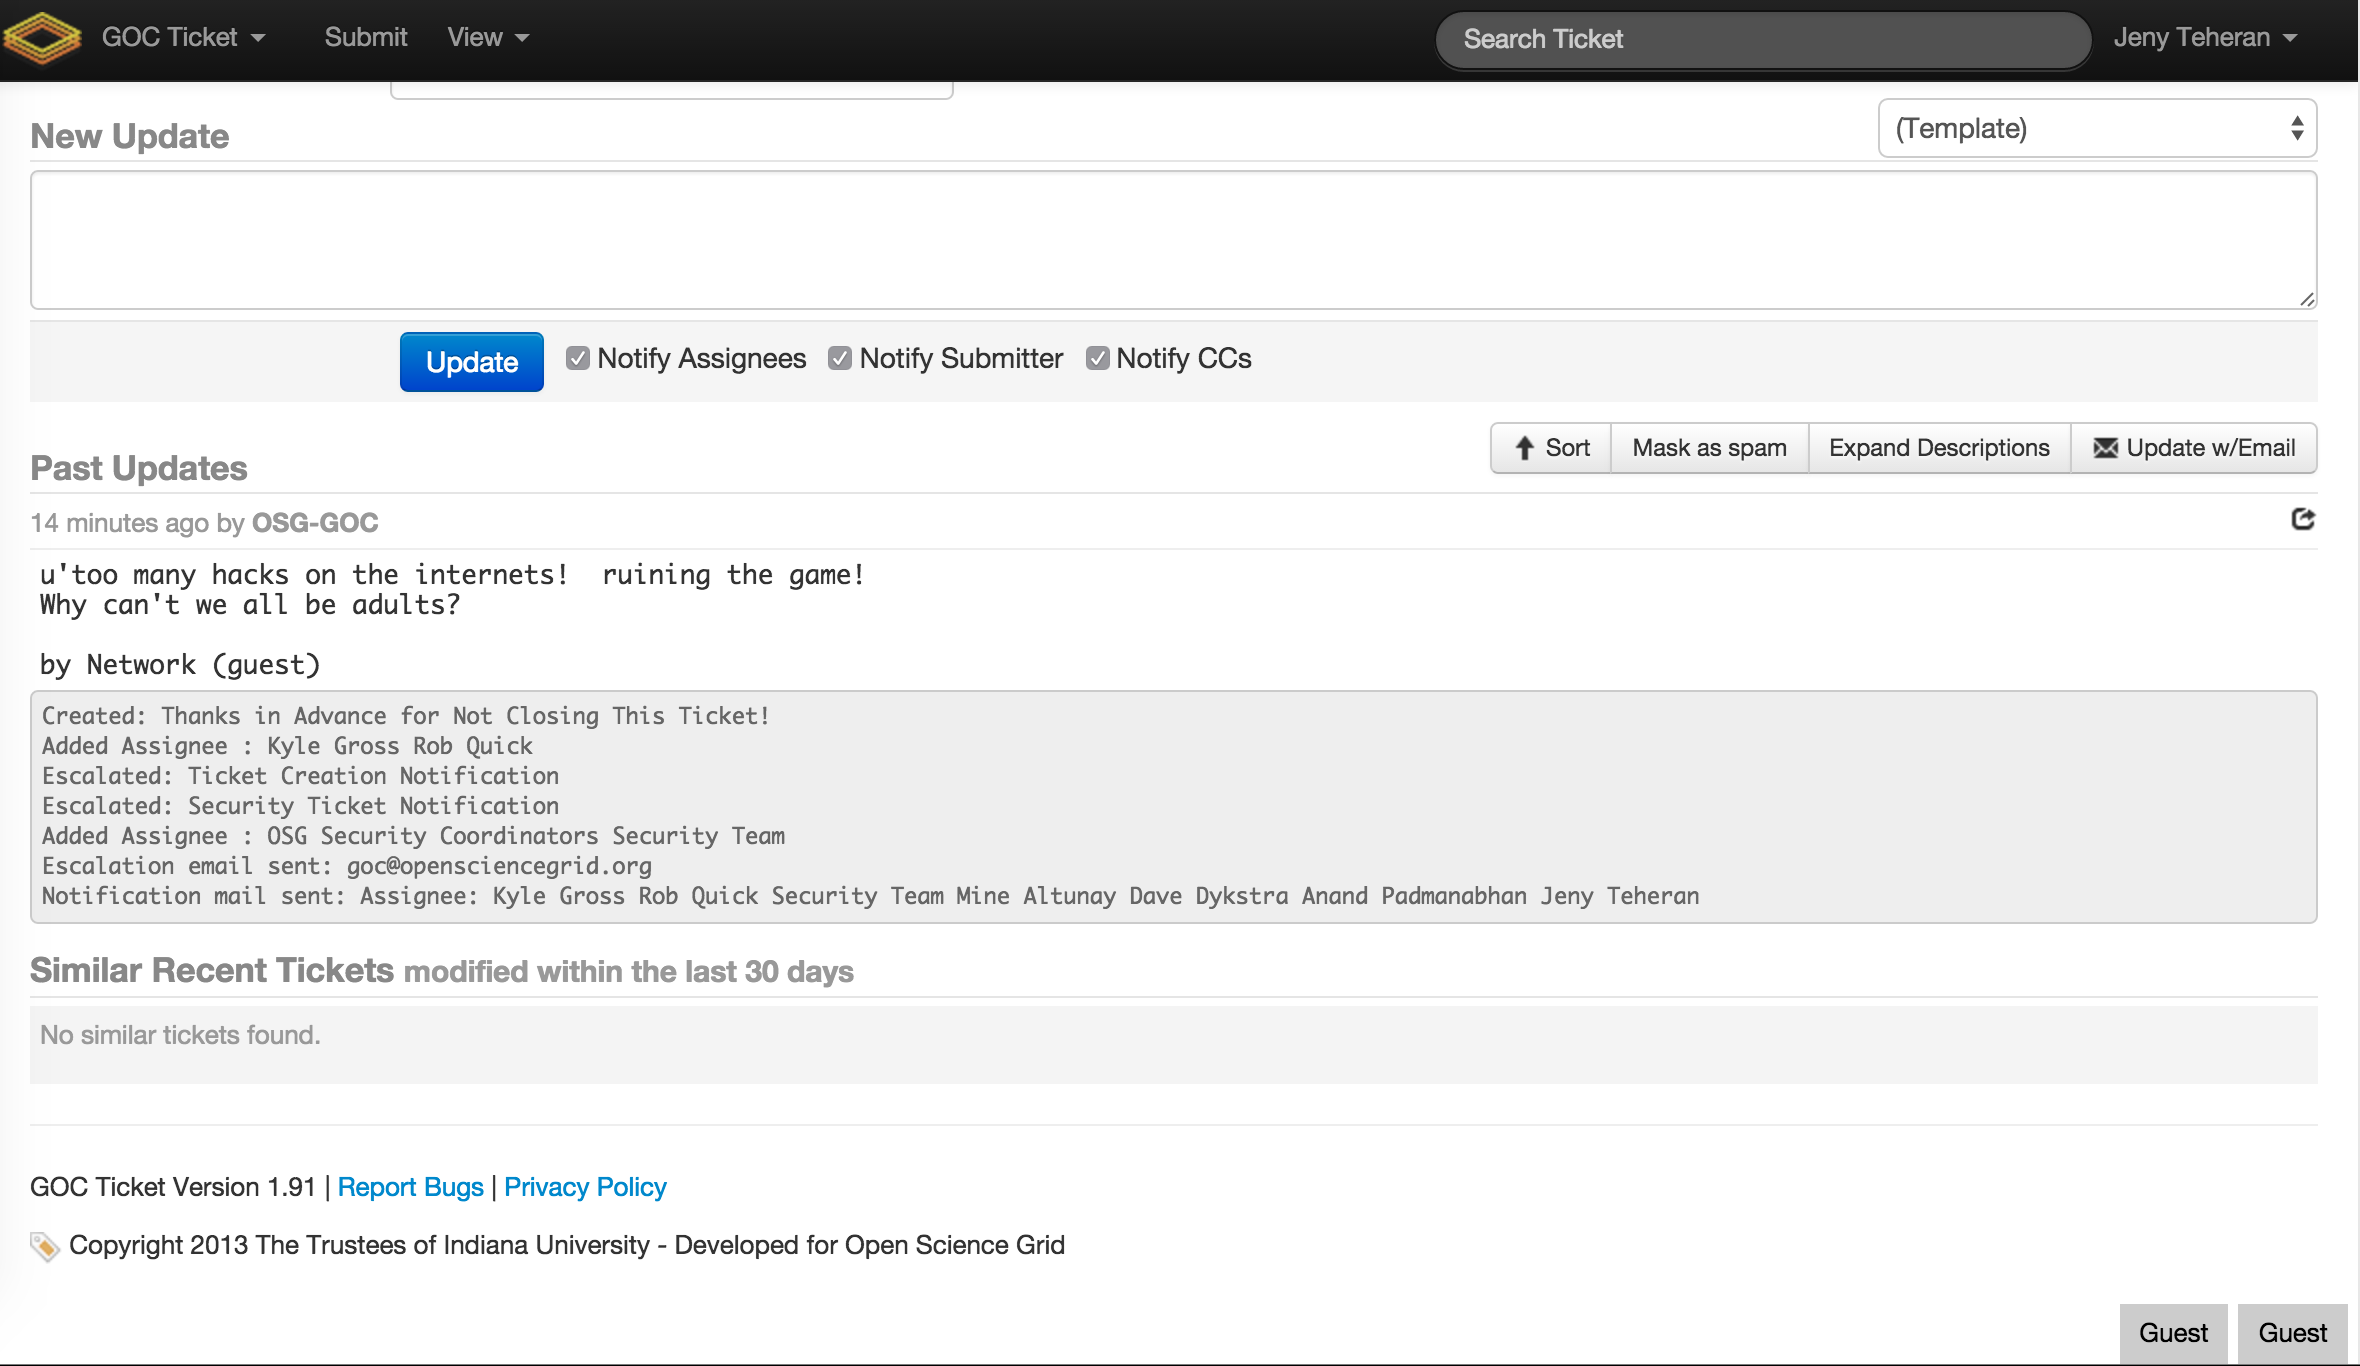 GOC Ticket Submit View Search Ticket Jeny Teheran
New Update (Template)
Update Notify Assignees Notify Submitter Notify CCs
Past Updates Sort Mask as spam Expand Descriptions Update w/Email
14 minutes ago by OSG-GOC
u'too many hacks on the internets!  ruining the game!
Why can't we all be adults?
by Network (guest)
Created: Thanks in Advance for Not Closing This Ticket!
Added Assignee : Kyle Gross Rob Quick
Escalated: Ticket Creation Notification
Escalated: Security Ticket Notification
Added Assignee : OSG Security Coordinators Security Team
Escalation email sent: goc@opensciencegrid.org
Notification mail sent: Assignee: Kyle Gross Rob Quick Security Team Mine Altunay Dave Dykstra Anand Padmanabhan Jeny Teheran
Similar Recent Tickets modified within the last 30 days
No similar tickets found.
GOC Ticket Version 1.91 | Report Bugs | Privacy Policy
Copyright 2013 The Trustees of Indiana University - Developed for Open Science Grid
Guest Guest